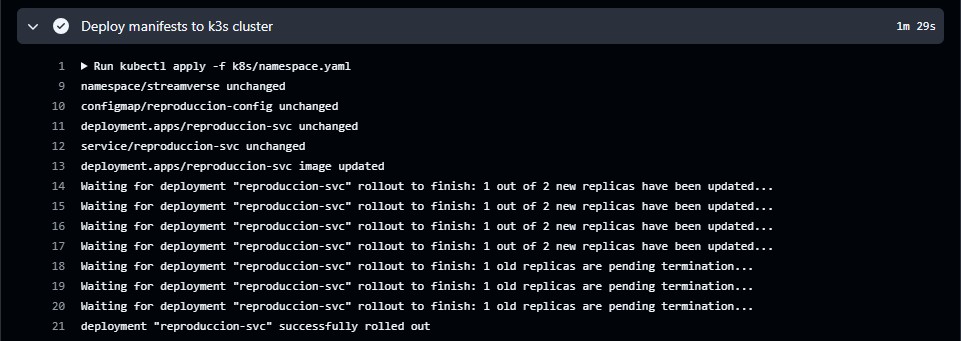 Deploy manifests to k3s cluster 1m 29s
1 ▶ Run kubectl apply -f k8s/namespace.yaml
9 namespace/streamverse unchanged
10 configmap/reproduccion-config unchanged
11 deployment.apps/reproduccion-svc unchanged
12 service/reproduccion-svc unchanged
13 deployment.apps/reproduccion-svc image updated
14 Waiting for deployment "reproduccion-svc" rollout to finish: 1 out of 2 new replicas have been updated...
15 Waiting for deployment "reproduccion-svc" rollout to finish: 1 out of 2 new replicas have been updated...
16 Waiting for deployment "reproduccion-svc" rollout to finish: 1 out of 2 new replicas have been updated...
17 Waiting for deployment "reproduccion-svc" rollout to finish: 1 out of 2 new replicas have been updated...
18 Waiting for deployment "reproduccion-svc" rollout to finish: 1 old replicas are pending termination...
19 Waiting for deployment "reproduccion-svc" rollout to finish: 1 old replicas are pending termination...
20 Waiting for deployment "reproduccion-svc" rollout to finish: 1 old replicas are pending termination...
21 deployment "reproduccion-svc" successfully rolled out